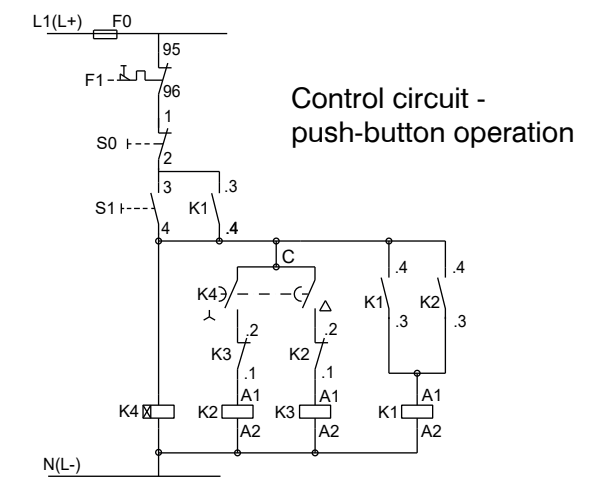 L1(L+) F0
95
F1
96
Control circuit -
push-button operation
1
S0
2
3 .3
S1 K1
4 .4
C
.4 .4
K4 K1 K2
.3 .3
.2 .2
K3 K2
.1 .1
A1 A1 A1
K4 K2 K3 K1
A2 A2 A2
N(L-)